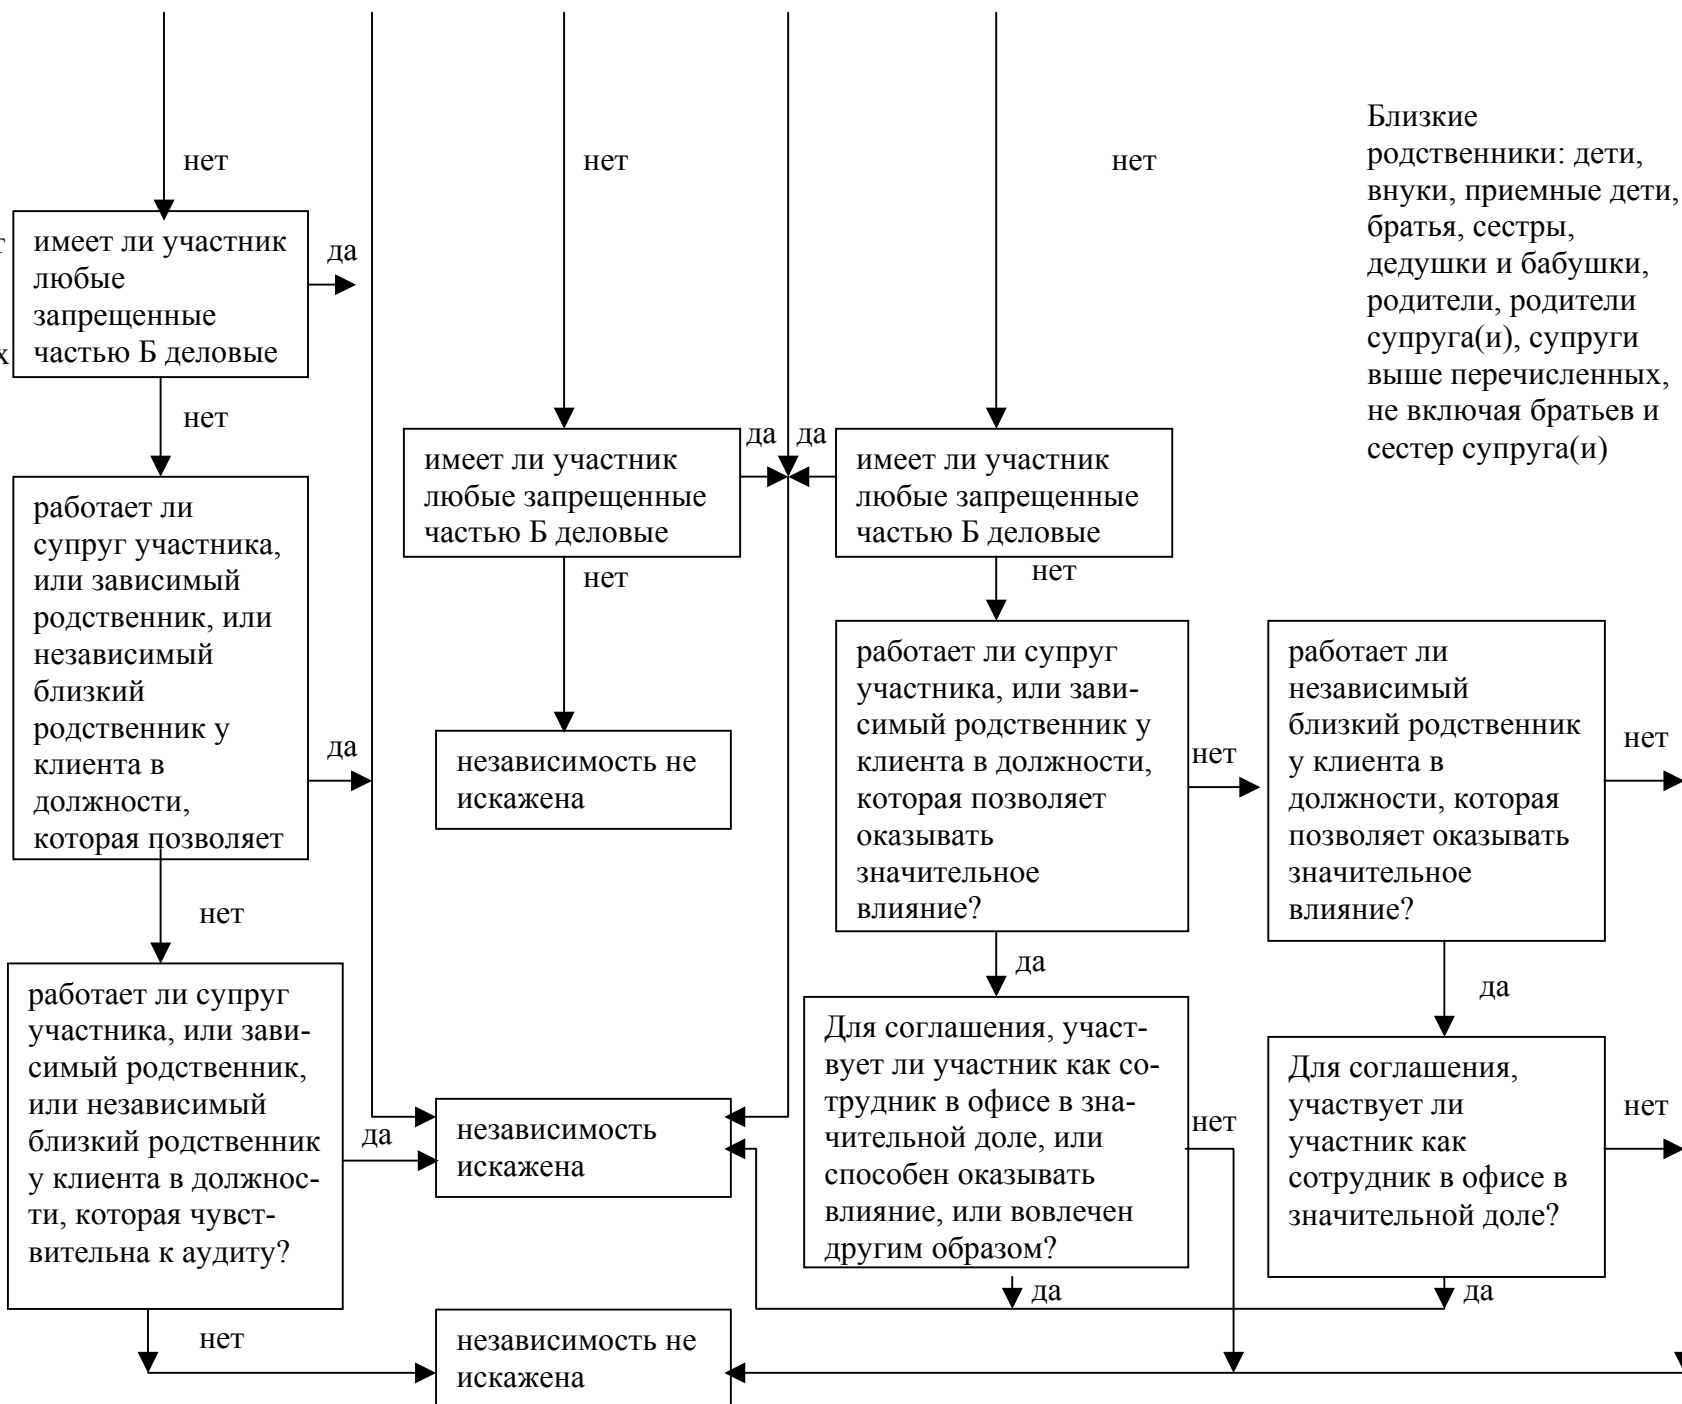 нет
нет
нет
Близкие
родственники: дети,
внуки, приемные дети,
братья, сестры,
дедушки и бабушки,
родители, родители
супруга(и), супруги
выше перечисленных,
не включая братьев и
сестер супруга(и)
имеет ли участник
любые
запрещенные
частью Б деловые
да
нет
имеет ли участник
любые запрещенные
частью Б деловые
да
да
имеет ли участник
любые запрещенные
частью Б деловые
нет
нет
работает ли
супруг участника,
или зависимый
родственник, или
независимый
близкий
родственник у
клиента в
должности,
которая позволяет
да
независимость не
искажена
работает ли супруг
участника, или зави-
симый родственник у
клиента в должности,
которая позволяет
оказывать
значительное
влияние?
нет
работает ли
независимый
близкий родственник
у клиента в
должности, которая
позволяет оказывать
значительное
влияние?
нет
нет
да
да
работает ли супруг
участника, или зави-
симый родственник,
или независимый
близкий родственник
у клиента в должнос-
ти, которая чувст-
вительна к аудиту?
да
независимость
искажена
Для соглашения, участ-
вует ли участник как со-
трудник в офисе в зна-
чительной доле, или
способен оказывать
влияние, или вовлечен
другим образом?
нет
Для соглашения,
участвует ли
участник как
сотрудник в офисе в
значительной доле?
нет
да
да
нет
независимость не
искажена